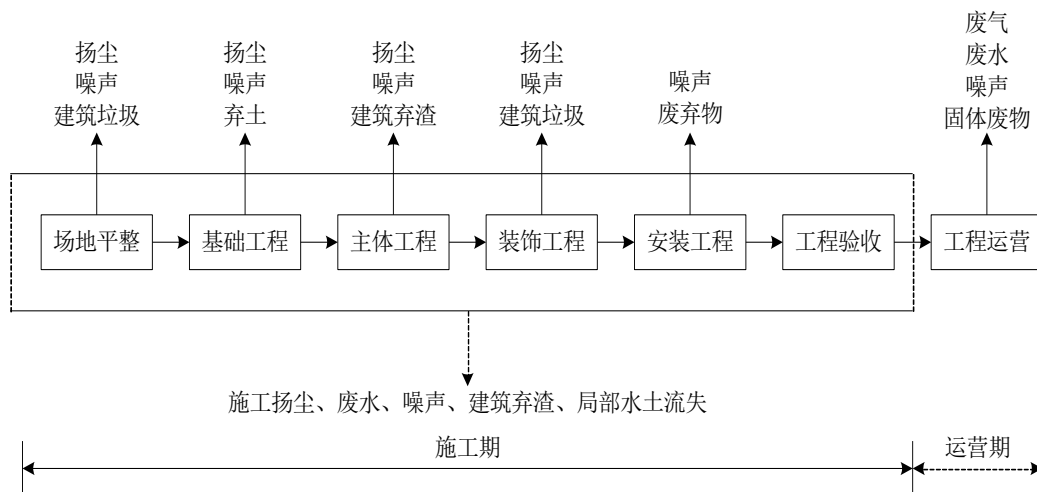 扬尘
噪声
建筑垃圾
扬尘
噪声
弃土
扬尘
噪声
建筑弃渣
扬尘
噪声
建筑垃圾
噪声
废弃物
废气
废水
噪声
固体废物
场地平整
基础工程
主体工程
装饰工程
安装工程
工程验收
工程运营
施工扬尘、废水、噪声、建筑弃渣、局部水土流失
施工期
运营期